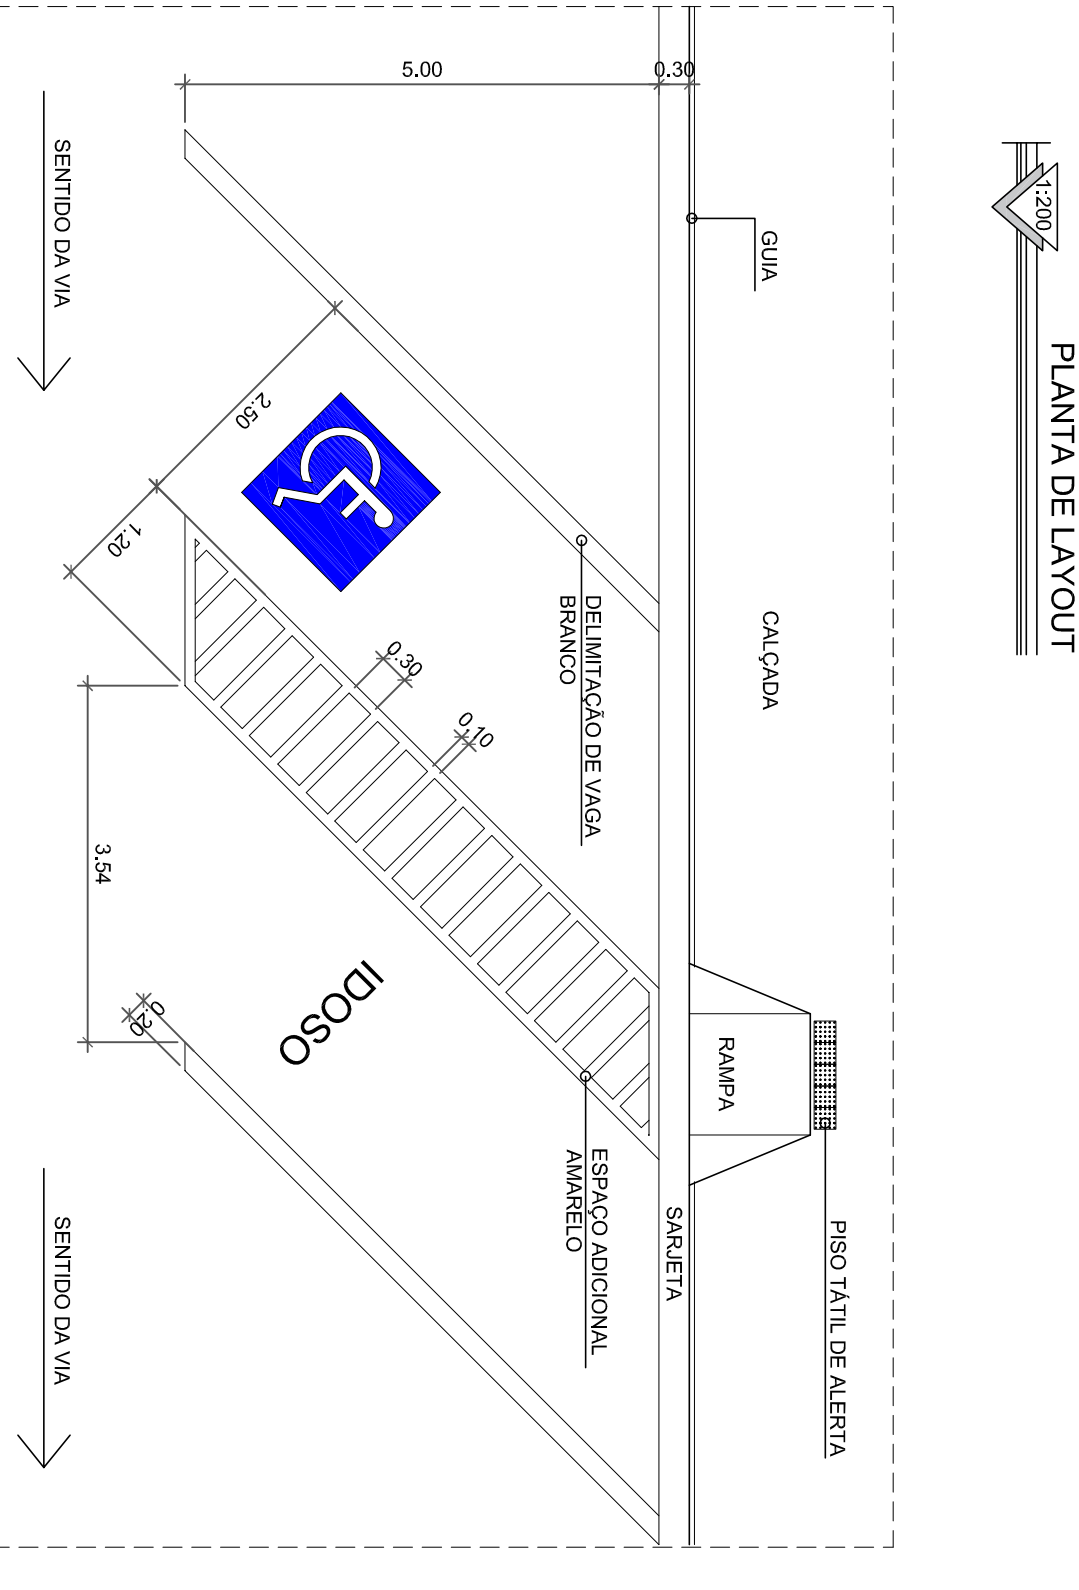 PLANTA DE LAYOUT
1:200
5.00
0.30
GUIA
CALÇADA
SENTIDO DA VIA
2.50
1.20
DELIMITAÇÃO DE VAGA
BRANCO
0.30
0,10
3.54
0.20
IDOSO
RAMPA
PISO TÁTIL DE ALERTA
ESPAÇO ADICIONAL
AMARELO
SARJETA
SENTIDO DA VIA